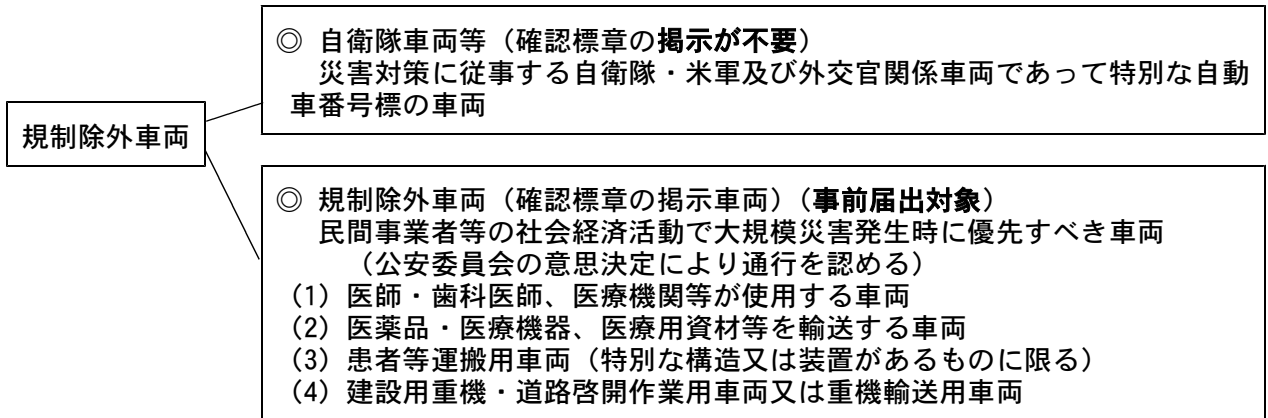 規制除外車両
◎ 自衛隊車両等（確認標章の掲示が不要）
災害対策に従事する自衛隊・米軍及び外交官関係車両であって特別な自動
車番号標の車両
◎ 規制除外車両（確認標章の掲示車両）（事前届出対象）
民間事業者等の社会経済活動で大規模災害発生時に優先すべき車両
（公安委員会の意思決定により通行を認める）
(1) 医師・歯科医師、医療機関等が使用する車両
(2) 医薬品・医療機器、医療用資材等を輸送する車両
(3) 患者等運搬用車両（特別な構造又は装置があるものに限る）
(4) 建設用重機・道路啓開作業用車両又は重機輸送用車両